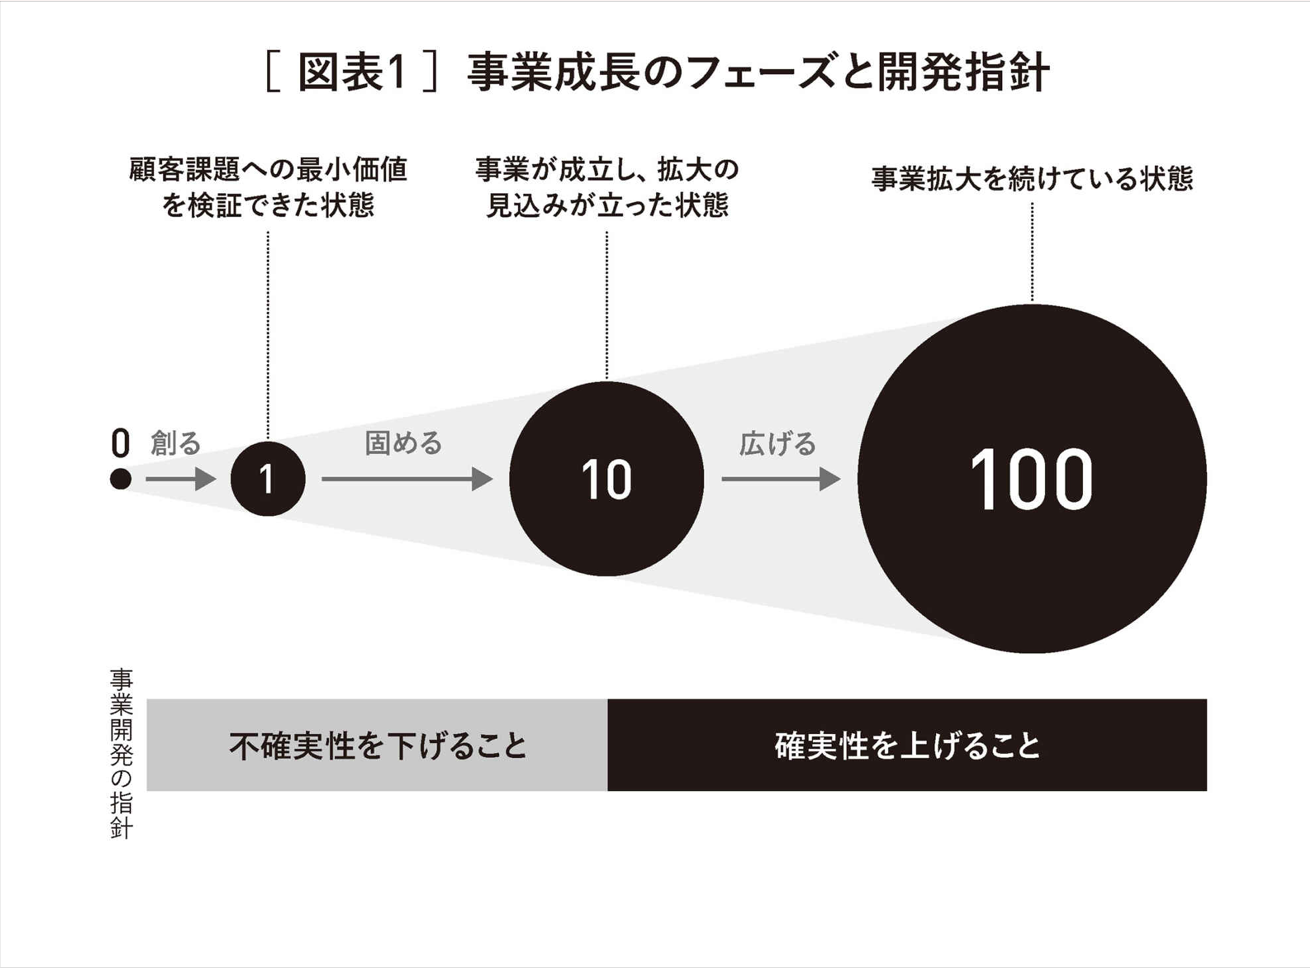 ［ 図表1 ］ 事業成長のフェーズと開発指針
顧客課題への最小価値
を検証できた状態
事業が成立し、拡大の
見込みが立った状態
事業拡大を続けている状態
0
創る
1
固める
10
広げる
100
事業開発の指針
不確実性を下げること
確実性を上げること